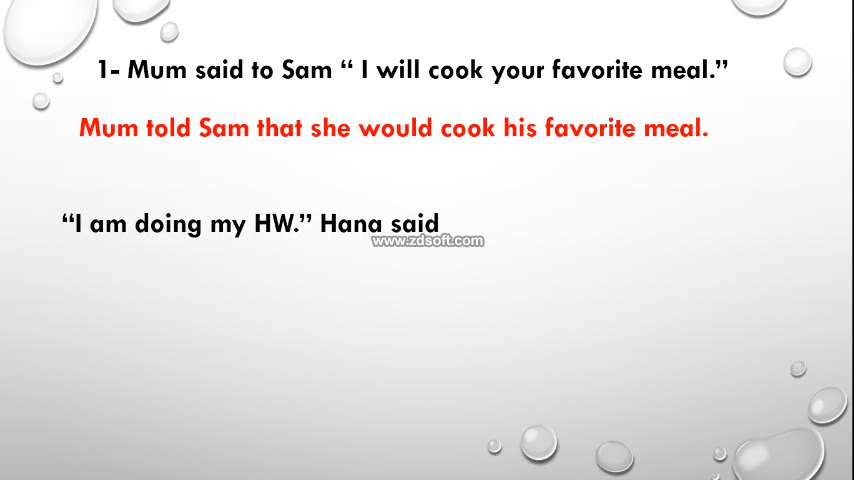 1- Mum said to Sam “ I will cook your favorite meal.”
Mum told Sam that she would cook his favorite meal.
“I am doing my HW.” Hana said
www.zdsoft.com